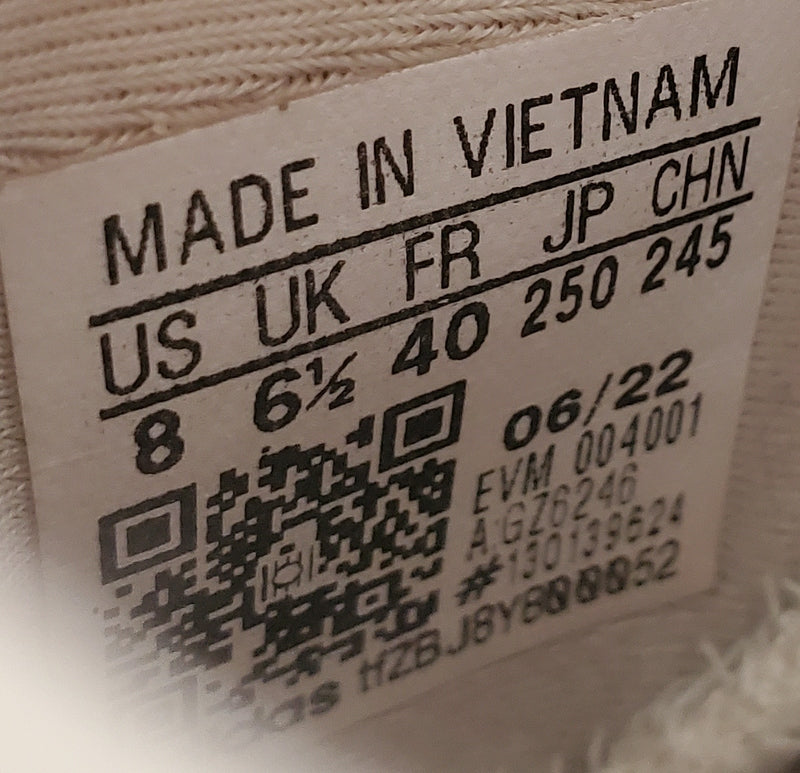 MADE IN VIETNAM
US UK FR JP CHN
8 6½ 40 250 245
06/22
EVM 004001
A:GZ6246
#130139624